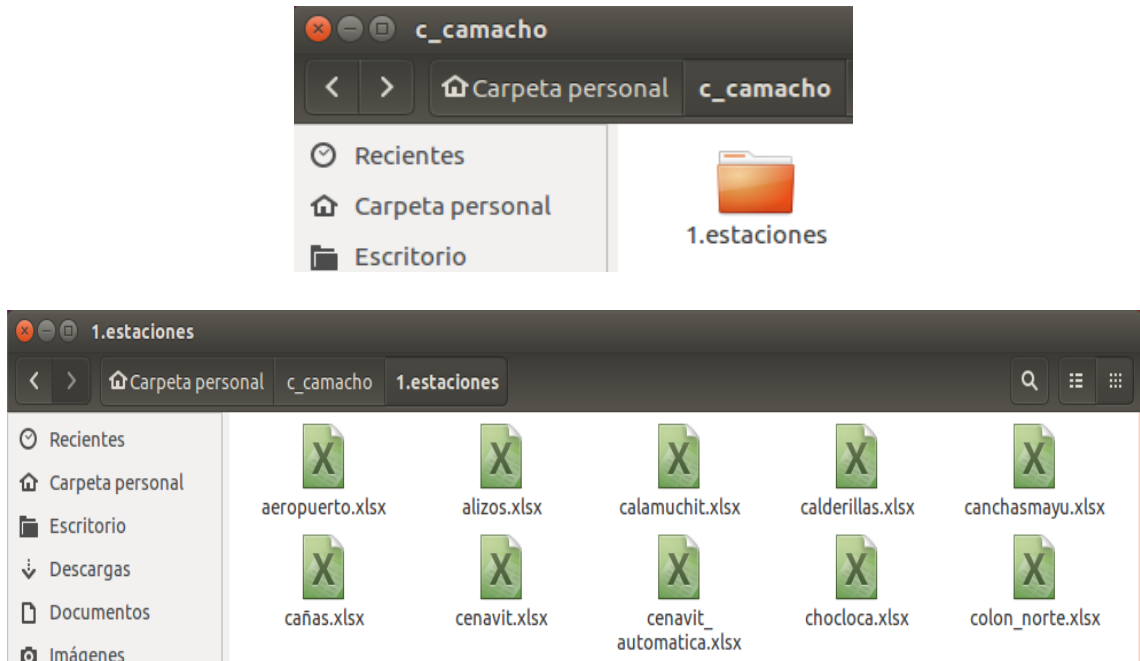 c_camacho
Carpeta personal c_camacho
Recientes
Carpeta personal
Escritorio
1.estaciones
1.estaciones
Carpeta personal c_camacho 1.estaciones
Recientes
Carpeta personal
Escritorio
Descargas
Documentos
Imágenes
aeropuerto.xlsx alizos.xlsx calamuchit.xlsx calderillas.xlsx canchasmayu.xlsx
cañas.xlsx cenavit.xlsx cenavit_ chocloca.xlsx colon_norte.xlsx
automatica.xlsx